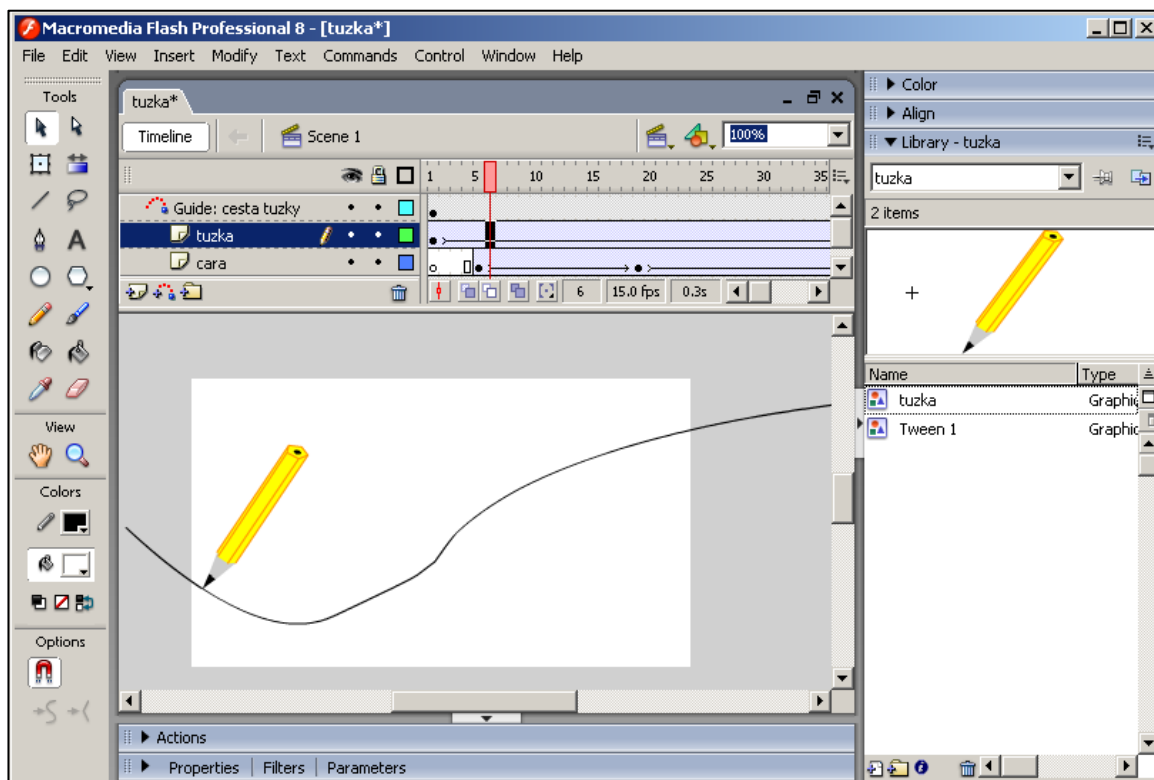 Macromedia Flash Professional 8 - [tuzka*]
File Edit View Insert Modify Text Commands Control Window Help
Tools
View
Colors
Options
tuzka*
Timeline
Scene 1
100%
1 5 10 15 20 25 30 35
Guide: cesta tuzky
tuzka
cara
6 15.0 fps 0.3s
Actions
Properties Filters Parameters
Color
Align
Library - tuzka
tuzka
2 items
Name Type
tuzka Graphic
Tween 1 Graphic